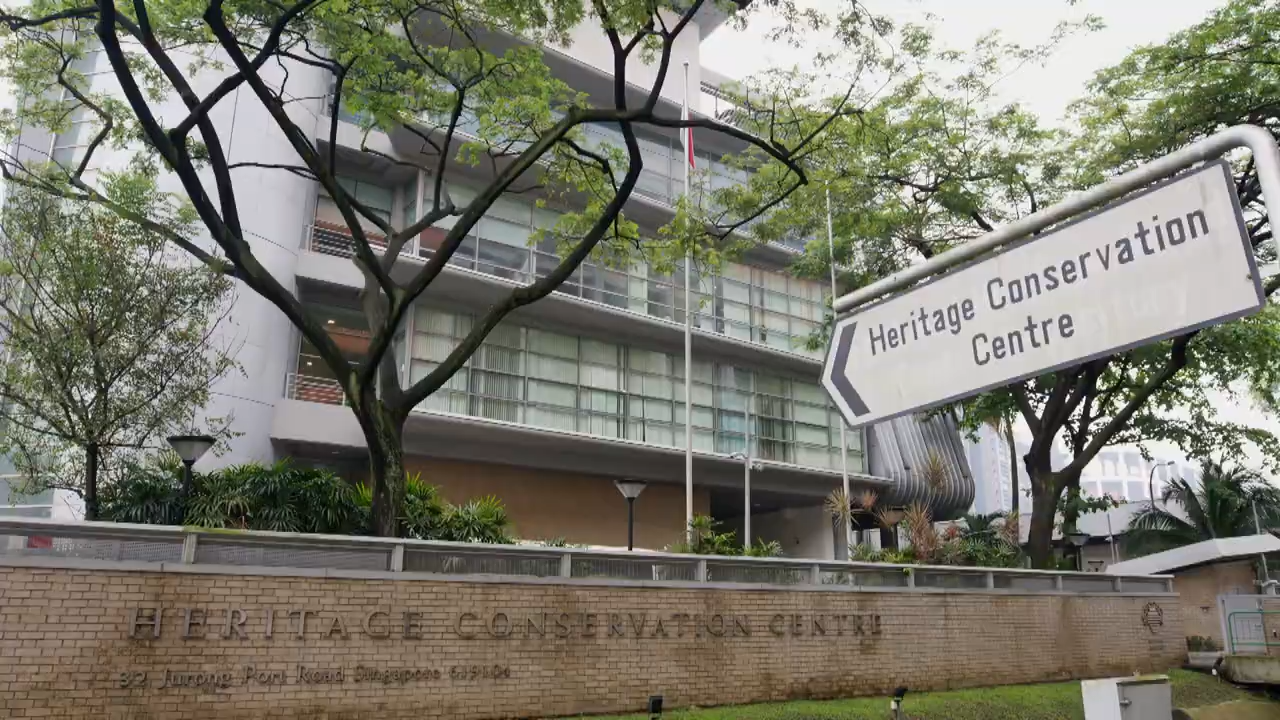 Heritage Conservation
Centre
HERITAGE CONSERVATION CENTRE
32 Jurong Port Road Singapore 619104